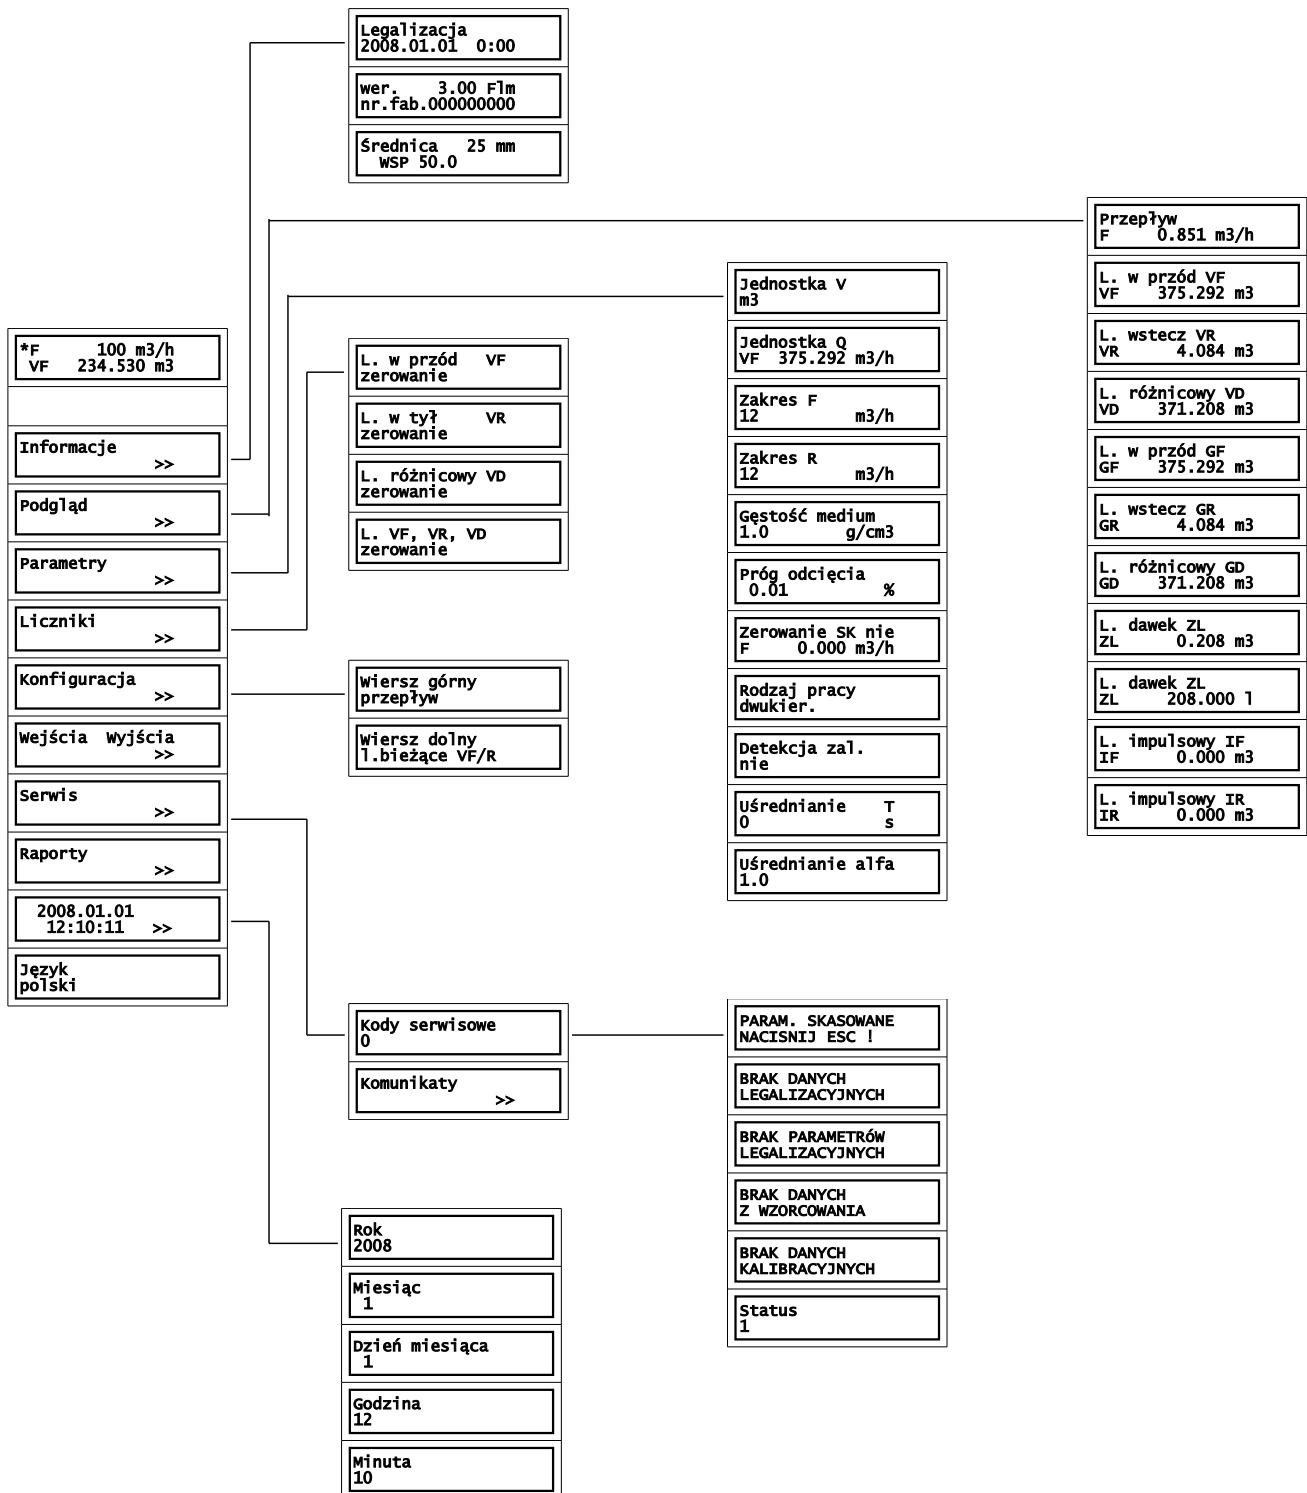 Legalizacja
2008.01.01 0:00
wer. 3.00 Flm
nr.fab.000000000
Średnica 25 mm
WSP 50.0
*F 100 m3/h
VF 234.530 m3
Informacje
>>
Podgląd
>>
Parametry
>>
Liczniki
>>
Konfiguracja
>>
Wejścia Wyjścia
>>
Serwis
>>
Raporty
>>
2008.01.01
12:10:11 >>
Język
polski
L. w przód VF
zerowanie
L. w tył VR
zerowanie
L. różnicowy VD
zerowanie
L. VF, VR, VD
zerowanie
Wiersz górny
przepływ
Wiersz dolny
l.bieżące VF/R
Kody serwisowe
0
Komunikaty
>>
Rok
2008
Miesiąc
1
Dzień miesiąca
1
Godzina
12
Minuta
10
Jednostka V
m3
Jednostka Q
VF 375.292 m3/h
Zakres F
12 m3/h
Zakres R
12 m3/h
Gęstość medium
1.0 g/cm3
Próg odcięcia
0.01 %
Zerowanie SK nie
F 0.000 m3/h
Rodzaj pracy
dwukier.
Detekcja zal.
nie
Uśrednianie T
0 s
Uśrednianie alfa
1.0
PARAM. SKASOWANE
NACISNIJ ESC !
BRAK DANYCH
LEGALIZACYJNYCH
BRAK PARAMETRÓW
LEGALIZACYJNYCH
BRAK DANYCH
Z WZORCOWANIA
BRAK DANYCH
KALIBRACYJNYCH
Status
1
Przepływ
F 0.851 m3/h
L. w przód VF
VF 375.292 m3
L. wstecz VR
VR 4.084 m3
L. różnicowy VD
VD 371.208 m3
L. w przód GF
GF 375.292 m3
L. wstecz GR
GR 4.084 m3
L. różnicowy GD
GD 371.208 m3
L. dawek ZL
ZL 0.208 m3
L. dawek ZL
ZL 208.000 l
L. impulsowy IF
IF 0.000 m3
L. impulsowy IR
IR 0.000 m3